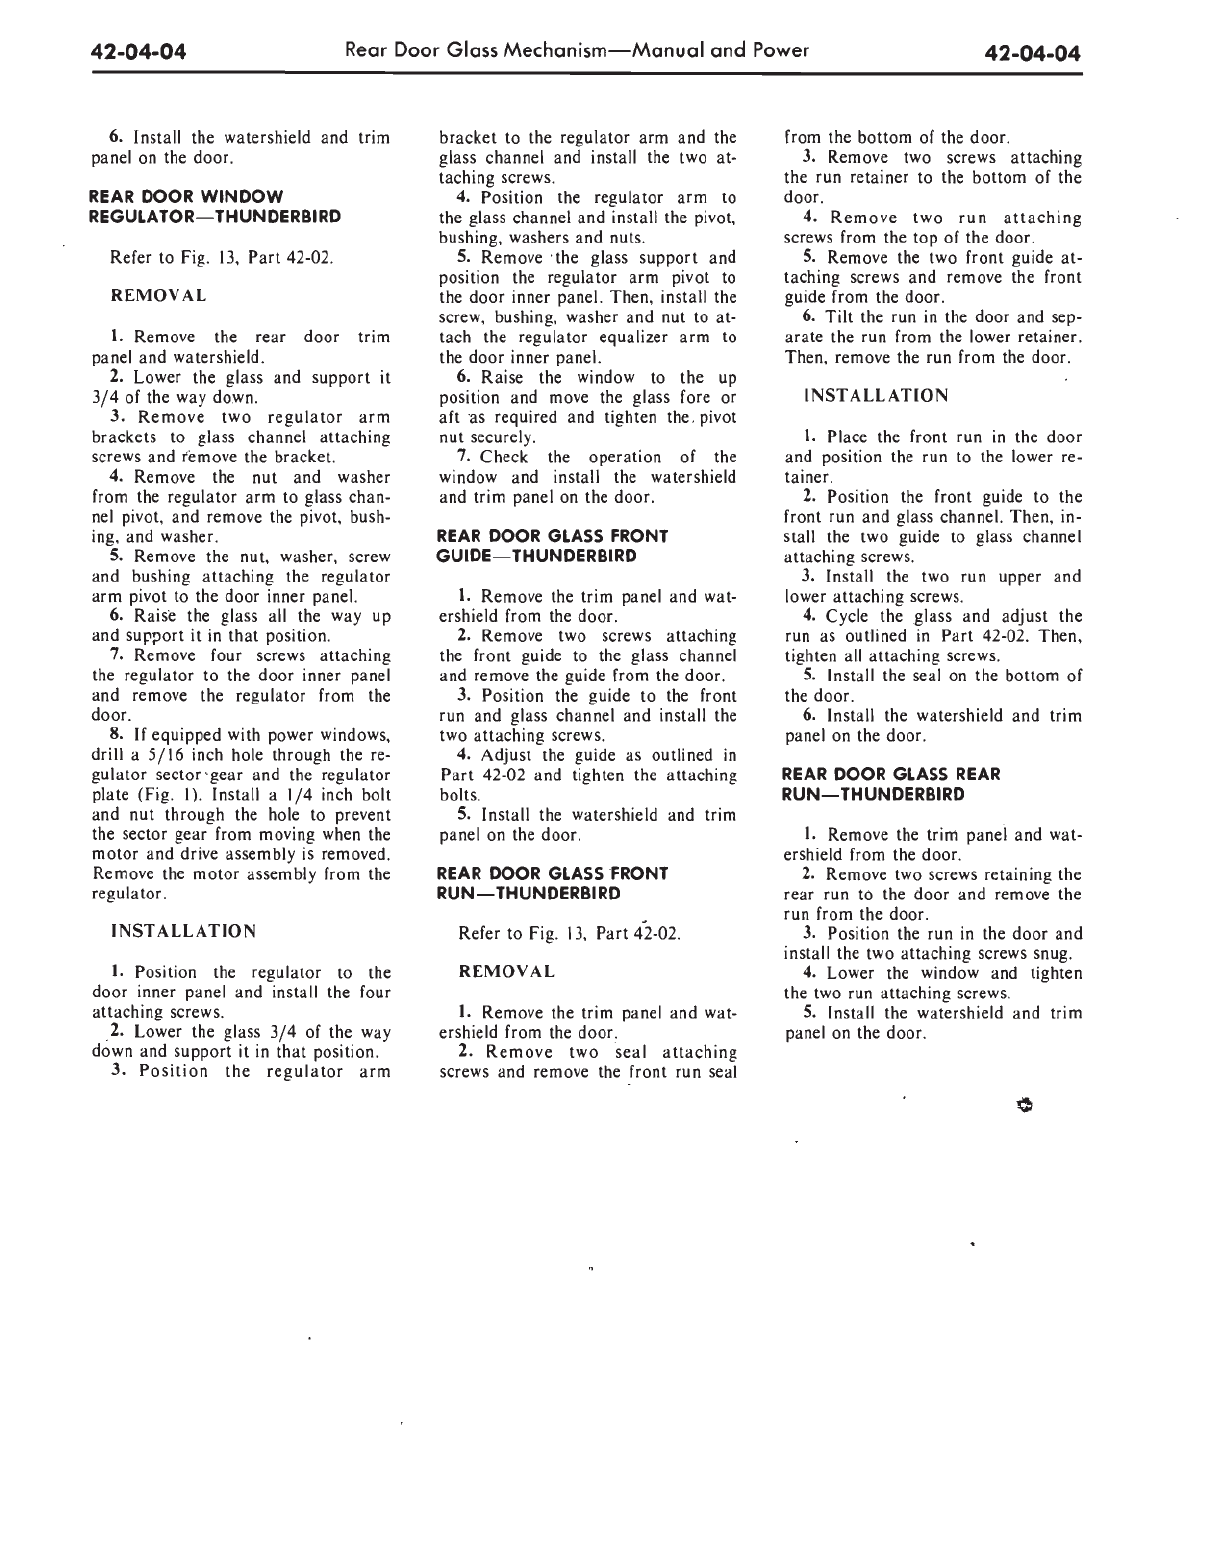 42-04-04 Rear Door Glass Mechanism—Manual and Power 42-04-04
6. Install the watershield and trim
panel on the door.
REAR DOOR WINDOW
REGULATOR—THUNDERBIRD
Refer to Fig. 13, Part 42-02.
REMOVAL
1. Remove the rear door trim
panel and watershield.
2. Lower the glass and support it
3/4 of the way down.
3. Remove two regulator arm
brackets to glass channel attaching
screws and remove the bracket.
4. Remove the nut and washer
from the regulator arm to glass chan-
nel pivot, and remove the pivot, bush-
ing, and washer.
5. Remove the nut, washer, screw
and bushing attaching the regulator
arm pivot to the door inner panel.
6. Raise the glass all the way up
and support it in that position.
7. Remove four screws attaching
the regulator to the door inner panel
and remove the regulator from the
door.
8. If equipped with power windows,
drill a 5/16 inch hole through the re-
gulator sector gear and the regulator
plate (Fig. 1). Install a 1/4 inch bolt
and nut through the hole to prevent
the sector gear from moving when the
motor and drive assembly is removed.
Remove the motor assembly from the
regulator.
INSTALLATION
1. Position the regulator to the
door inner panel and install the four
attaching screws.
2. Lower the glass 3/4 of the way
down and support it in that position.
3. Position the regulator arm
bracket to the regulator arm and the
glass channel and install the two at-
taching screws.
4. Position the regulator arm to
the glass channel and install the pivot,
bushing, washers and nuts.
5. Remove the glass support and
position the regulator arm pivot to
the door inner panel. Then, install the
screw, bushing, washer and nut to at-
tach the regulator equalizer arm to
the door inner panel.
6. Raise the window to the up
position and move the glass fore or
aft as required and tighten the pivot
nut securely.
7. Check the operation of the
window and install the watershield
and trim panel on the door.
REAR DOOR GLASS FRONT
GUIDE—THUNDERBIRD
1. Remove the trim panel and wat-
ershield from the door.
2. Remove two screws attaching
the front guide to the glass channel
and remove the guide from the door.
3. Position the guide to the front
run and glass channel and install the
two attaching screws.
4. Adjust the guide as outlined in
Part 42-02 and tighten the attaching
bolts.
5. Install the watershield and trim
panel on the door.
REAR DOOR GLASS FRONT
RUN—THUNDERBIRD
Refer to Fig. 13, Part 42-02.
REMOVAL
1. Remove the trim panel and wat-
ershield from the door.
2. Remove two seal attaching
screws and remove the front run seal
from the bottom of the door.
3. Remove two screws attaching
the run retainer to the bottom of the
door.
4. Remove two run attaching
screws from the top of the door.
5. Remove the two front guide at-
taching screws and remove the front
guide from the door.
6. Tilt the run in the door and sep-
arate the run from the lower retainer.
Then, remove the run from the door.
INSTALLATION
1. Place the front run in the door
and position the run to the lower re-
tainer.
2. Position the front guide to the
front run and glass channel. Then, in-
stall the two guide to glass channel
attaching screws.
3. Install the two run upper and
lower attaching screws.
4. Cycle the glass and adjust the
run as outlined in Part 42-02. Then,
tighten all attaching screws.
5. Install the seal on the bottom of
the door.
6. Install the watershield and trim
panel on the door.
REAR DOOR GLASS REAR
RUN—THUNDERBIRD
1. Remove the trim panel and wat-
ershield from the door.
2. Remove two screws retaining the
rear run to the door and remove the
run from the door.
3. Position the run in the door and
install the two attaching screws snug.
4. Lower the window and tighten
the two run attaching screws.
5. Install the watershield and trim
panel on the door.